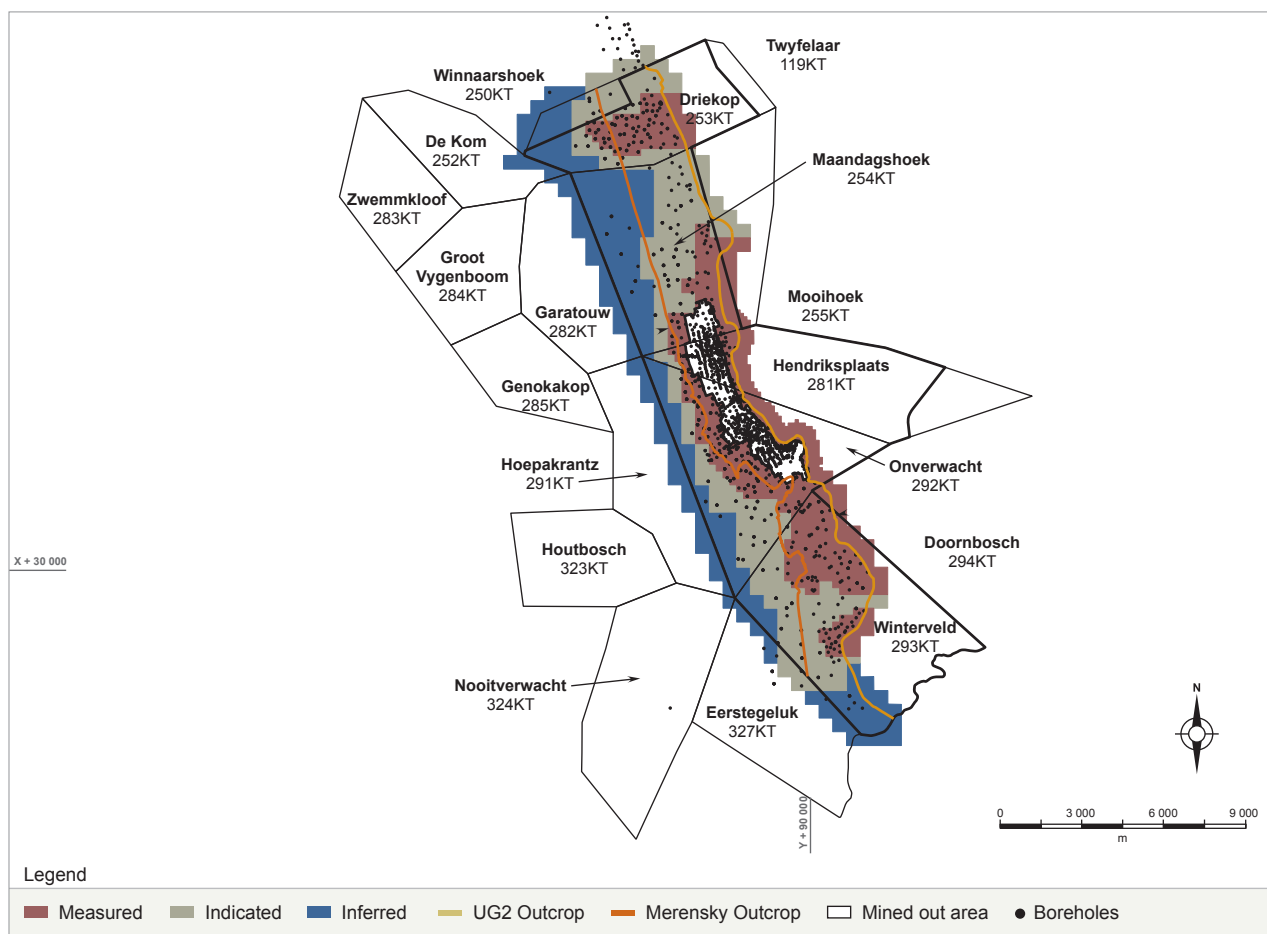 Twyfelaar
119KT
Winnaarshoek
250KT
Driekop
253KT
De Kom
252KT
Maandagshoek
254KT
Zwemmkloof
283KT
Groot
Vygenboom
284KT
Mooihoek
255KT
Garatouw
282KT
Hendriksplaats
281KT
Genokakop
285KT
Hoepakrantz
291KT
Onverwacht
292KT
Doornbosch
294KT
Houtbosch
323KT
X + 30 000
Winterveld
293KT
Nooitverwacht
324KT
Eerstegeluk
327KT
N
Y + 90 000
0 3 000 6 000 9 000
m
Legend
Measured Indicated Inferred UG2 Outcrop Merensky Outcrop Mined out area Boreholes